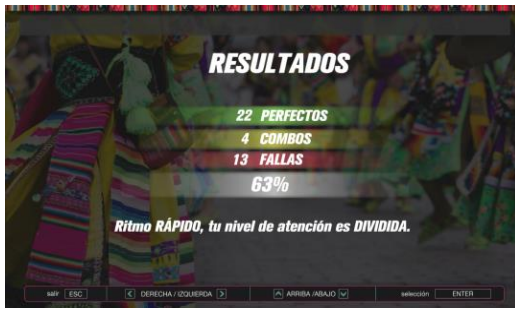 RESULTADOS
22 PERFECTOS
4 COMBOS
13 FALLAS
63%
Ritmo RÁPIDO, tu nivel de atención es DIVIDIDA.
salir ESC < DERECHA / IZQUIERDA > ARRIBA /ABAJO selección ENTER